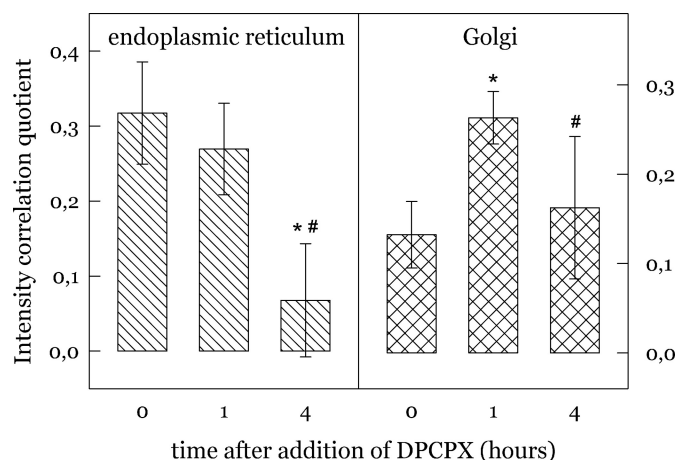 endoplasmic reticulum
Golgi
Intensity correlation quotient
0,4
0,3
0,2
0,1
0,0
* #
*
#
0,3
0,2
0,1
0,0
0 1 4
0 1 4
time after addition of DPCPX (hours)